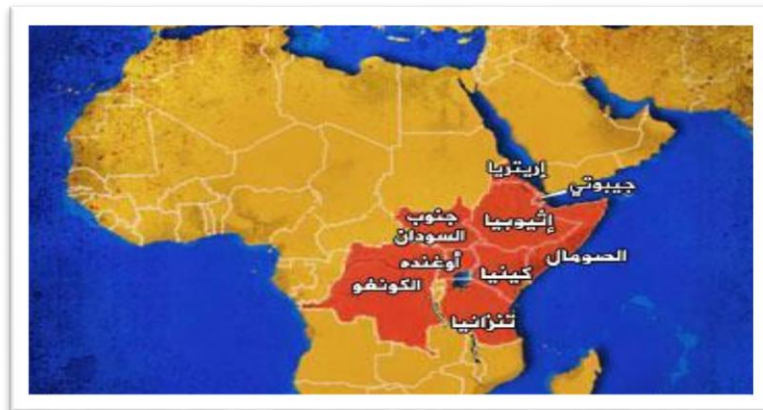 إريتريا
جيبوتي
إثيوبيا
جنوب
السودان
الصومال
أوغنده
كينيا
الكونغو
تنزانيا